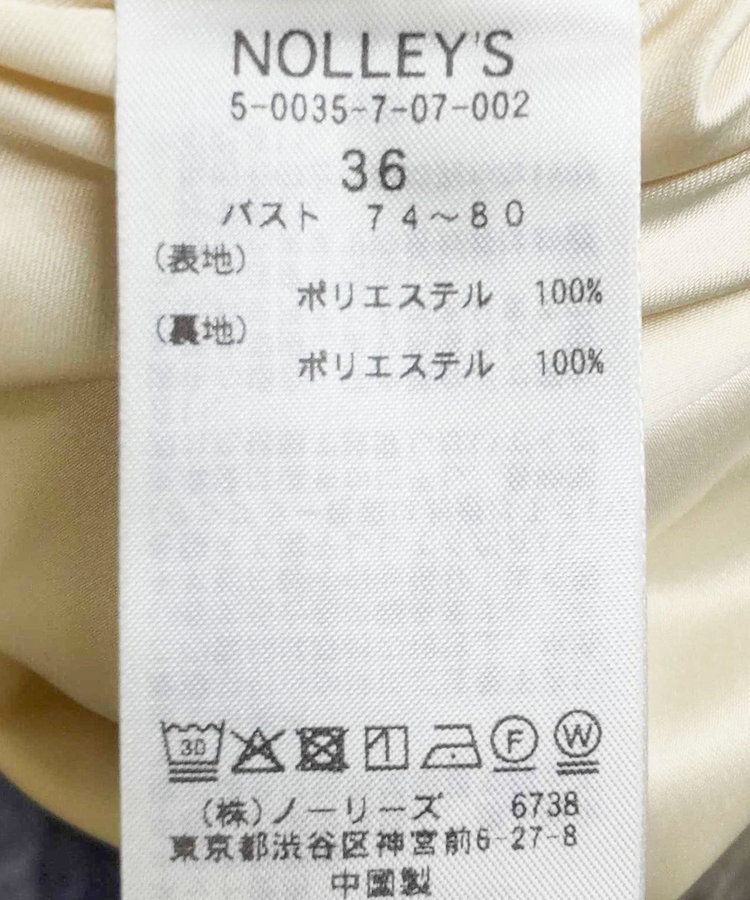 NOLLEY'S
5-0035-7-07-002
36
バスト 74～80
(表地)
ポリエステル 100%
(裏地)
ポリエステル 100%
30 F W
(株)ノーリーズ 6738
東京都渋谷区神宮前6-27-8
中国製